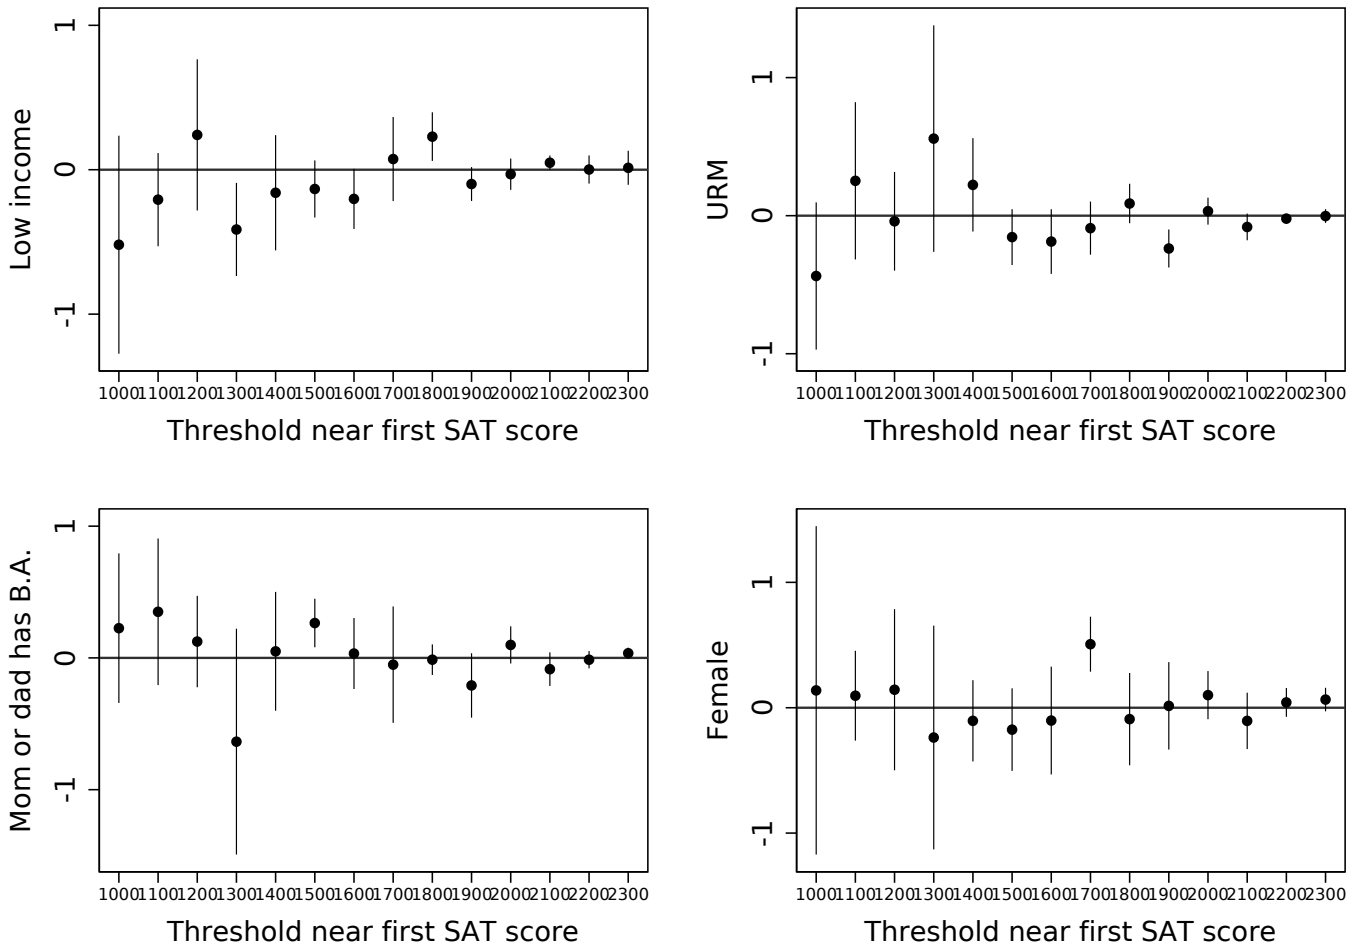 Low income
1
0
-1
1000 1100 1200 1300 1400 1500 1600 1700 1800 1900 2000 2100 2200 2300
Threshold near first SAT score
URM
1
0
-1
1000 1100 1200 1300 1400 1500 1600 1700 1800 1900 2000 2100 2200 2300
Threshold near first SAT score
Mom or dad has B.A.
1
0
-1
1000 1100 1200 1300 1400 1500 1600 1700 1800 1900 2000 2100 2200 2300
Threshold near first SAT score
Female
1
0
-1
1000 1100 1200 1300 1400 1500 1600 1700 1800 1900 2000 2100 2200 2300
Threshold near first SAT score